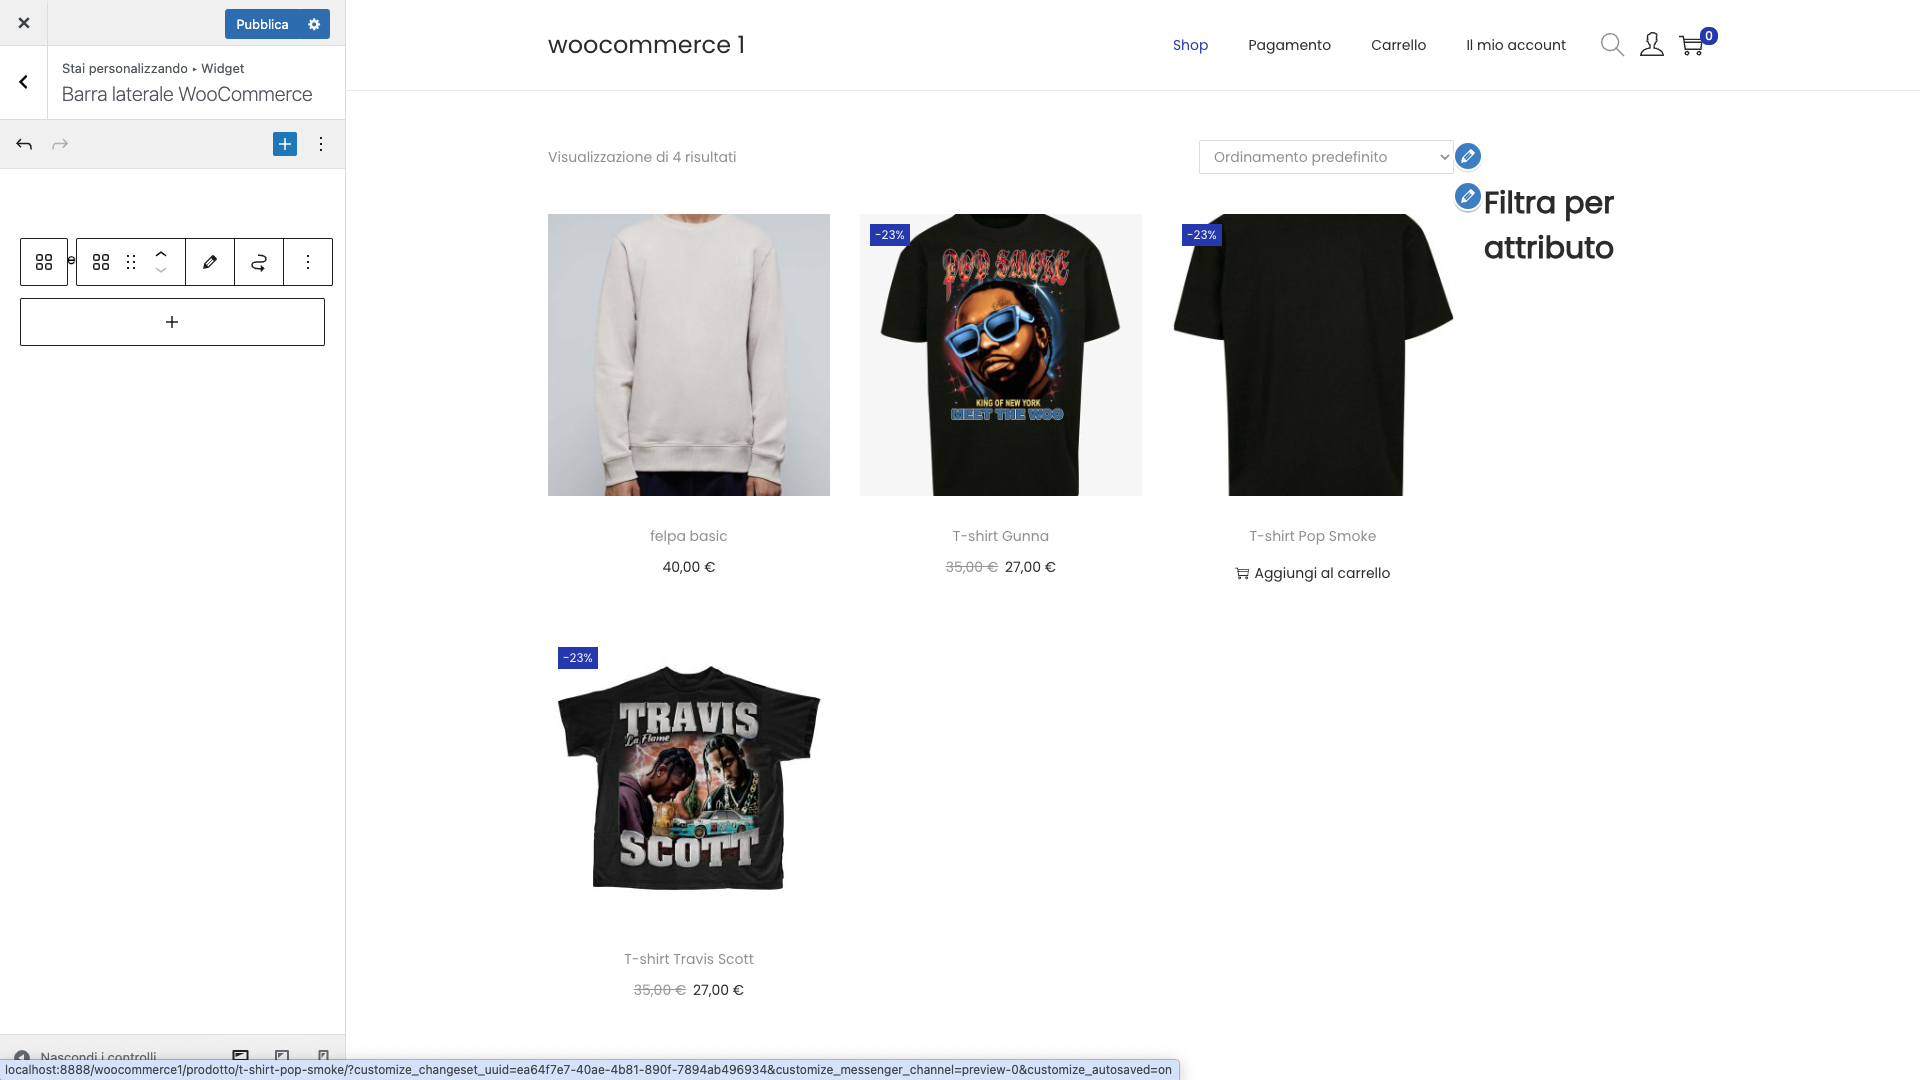 Pubblica
Stai personalizzando ▸ Widget
Barra laterale WooCommerce
e
Nascondi i controlli
woocommerce 1
Shop
Pagamento
Carrello
Il mio account
0
Visualizzazione di 4 risultati
Ordinamento predefinito
Filtra per
attributo
-23%
-23%
POP SMOKE
KING OF NEW YORK
MEET THE WOO
felpa basic
40,00 €
T-shirt Gunna
35,00 € 27,00 €
T-shirt Pop Smoke
Aggiungi al carrello
-23%
TRAVIS
La Flame
SCOTT
T-shirt Travis Scott
35,00 € 27,00 €
localhost:8888/woocommerce1/prodotto/t-shirt-pop-smoke/?customize_changeset_uuid=ea64f7e7-40ae-4b81-890f-7894ab496934&customize_messenger_channel=preview-0&customize_autosaved=on